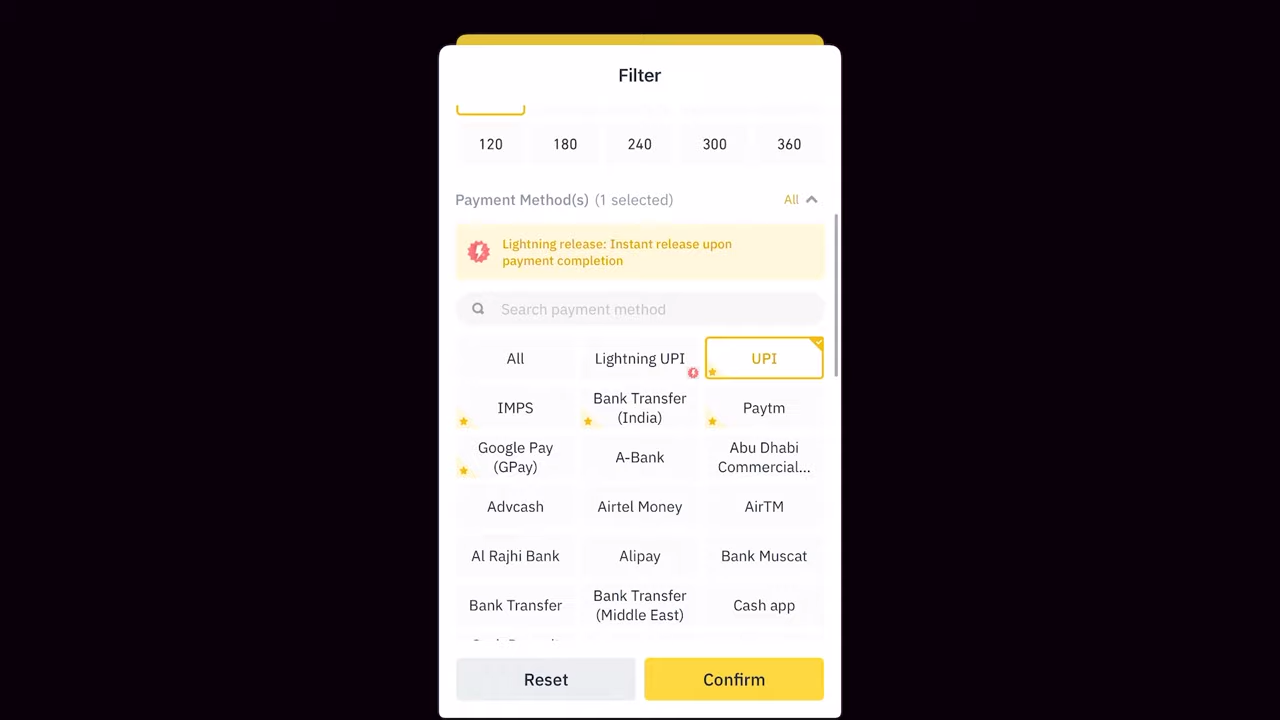 Filter
120 180 240 300 360
Payment Method(s) (1 selected) All
Lightning release: Instant release upon
payment completion
Search payment method
All Lightning UPI UPI
IMPS Bank Transfer (India) Paytm
Google Pay (GPay) A-Bank Abu Dhabi Commercial...
Advcash Airtel Money AirTM
Al Rajhi Bank Alipay Bank Muscat
Bank Transfer Bank Transfer (Middle East) Cash app
Reset Confirm